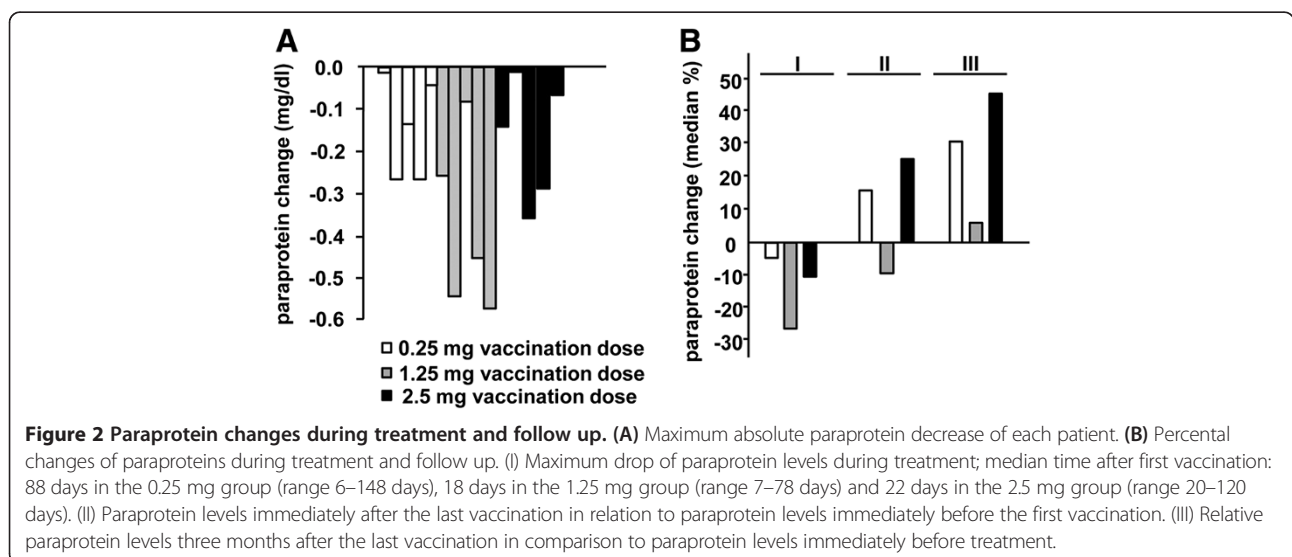 A
paraprotein change (mg/dl)
0.0
-0.1
-0.2
-0.3
-0.4
-0.5
-0.6
0.25 mg vaccination dose
1.25 mg vaccination dose
2.5 mg vaccination dose
B
paraprotein change (median %)
I
II
III
50
40
30
20
10
0
-10
-20
-30
Figure 2 Paraprotein changes during treatment and follow up. (A) Maximum absolute paraprotein decrease of each patient. (B) Percental
changes of paraproteins during treatment and follow up. (I) Maximum drop of paraprotein levels during treatment; median time after first vaccination:
88 days in the 0.25 mg group (range 6–148 days), 18 days in the 1.25 mg group (range 7–78 days) and 22 days in the 2.5 mg group (range 20–120
days). (II) Paraprotein levels immediately after the last vaccination in relation to paraprotein levels immediately before the first vaccination. (III) Relative
paraprotein levels three months after the last vaccination in comparison to paraprotein levels immediately before treatment.